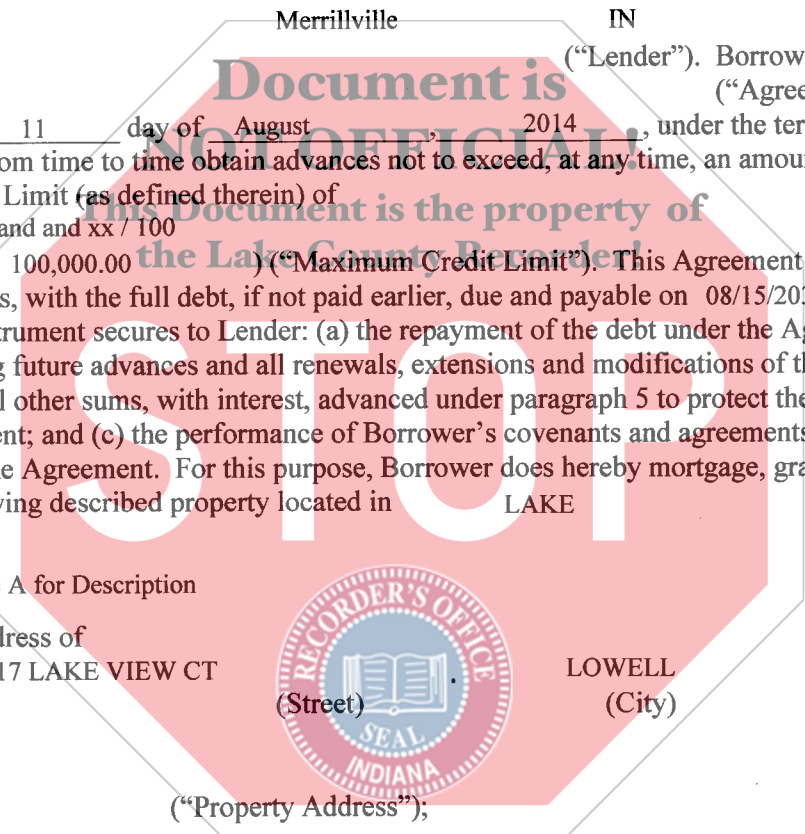 Merrillville IN
("Lender"). Borrow
Document is
("Agree
11 day of August, 2014, under the ter
NOT OFFICIAL!
om time to time obtain advances not to exceed, at any time, an amou
Limit (as defined therein) of
This Document is the property of
and and xx / 100
the Lake County Recorder!
100,000.00 ) ("Maximum Credit Limit"). This Agreement
s, with the full debt, if not paid earlier, due and payable on 08/15/203
trument secures to Lender: (a) the repayment of the debt under the Ag
g future advances and all renewals, extensions and modifications of th
l other sums, with interest, advanced under paragraph 5 to protect the
ent; and (c) the performance of Borrower's covenants and agreements
e Agreement. For this purpose, Borrower does hereby mortgage, gra
ving described property located in LAKE
STOP
A for Description
dress of
17 LAKE VIEW CT LOWELL
(Street) (City)
RECORDER'S OFFICE
SEAL
INDIANA
("Property Address");